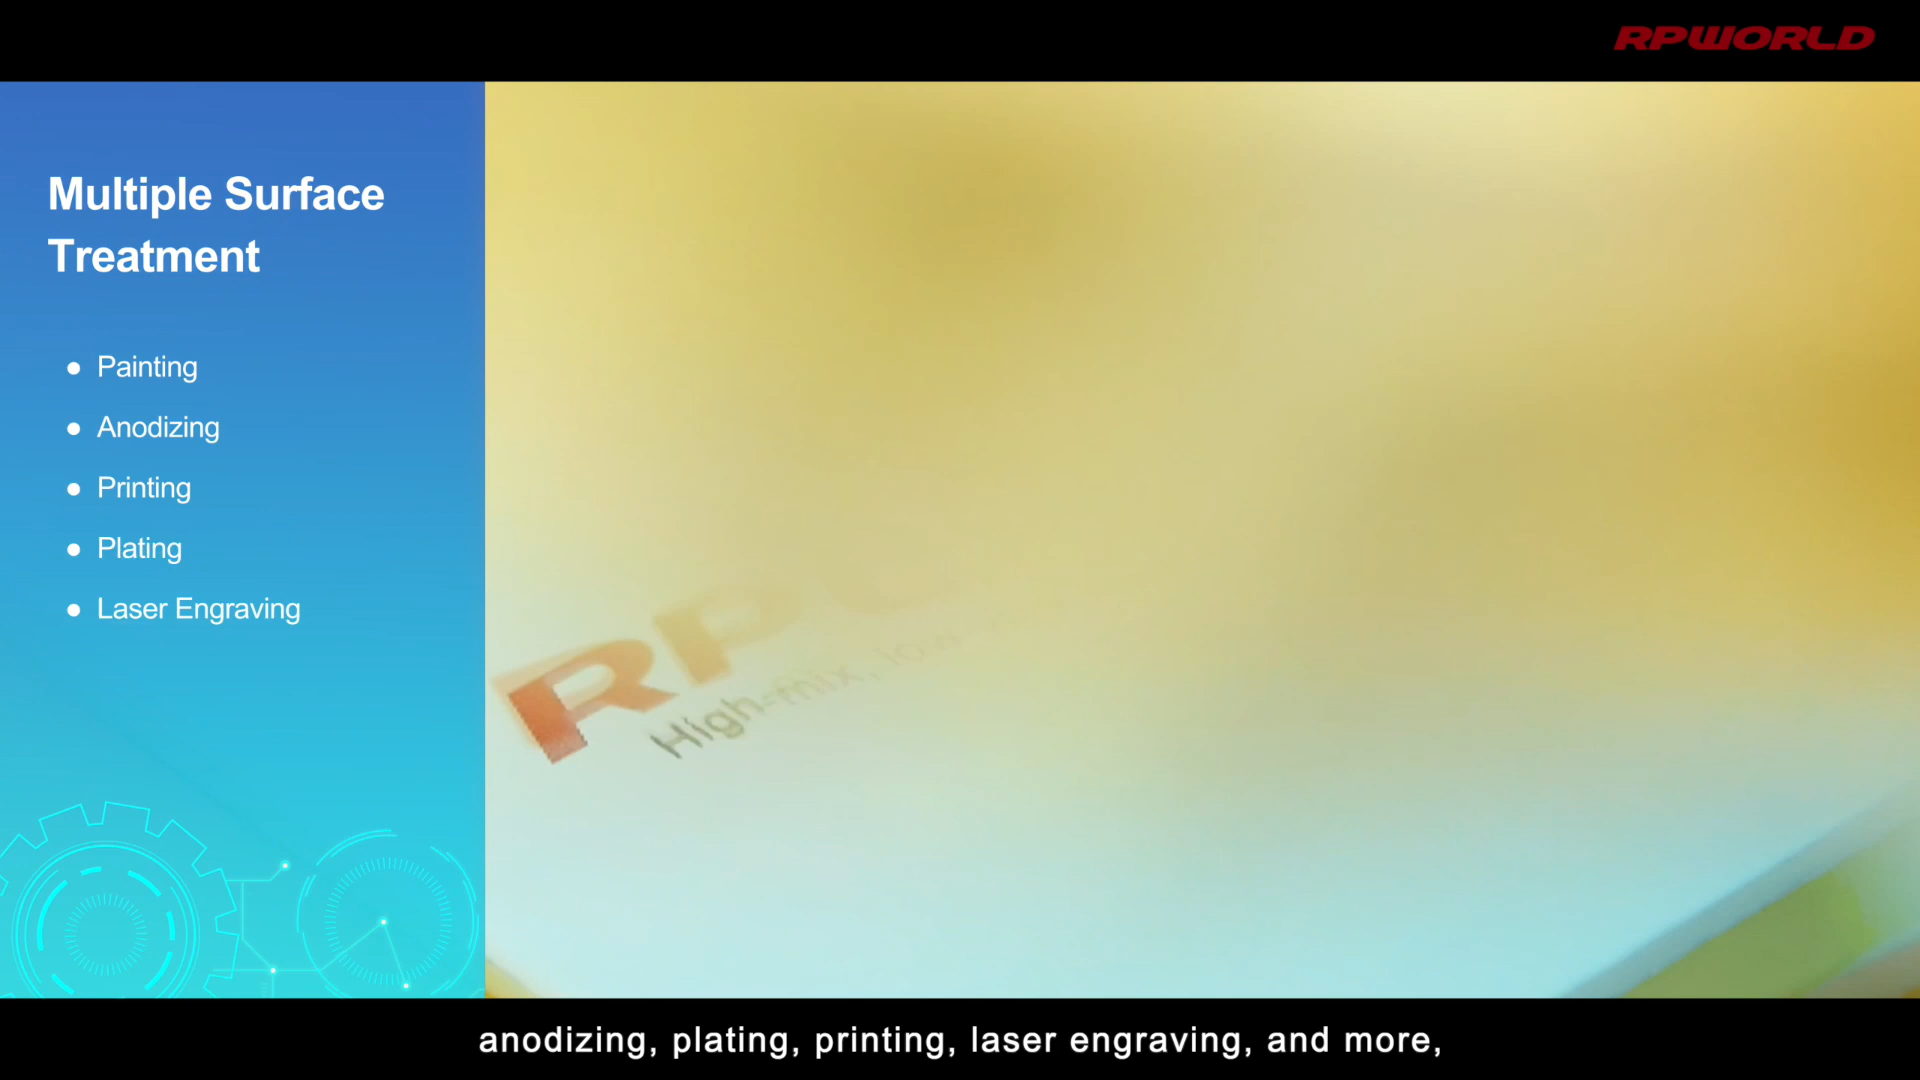 RPWORLD
Multiple Surface
Treatment
● Painting
● Anodizing
● Printing
● Plating
● Laser Engraving
RP
High-mix, low
anodizing, plating, printing, laser engraving, and more,